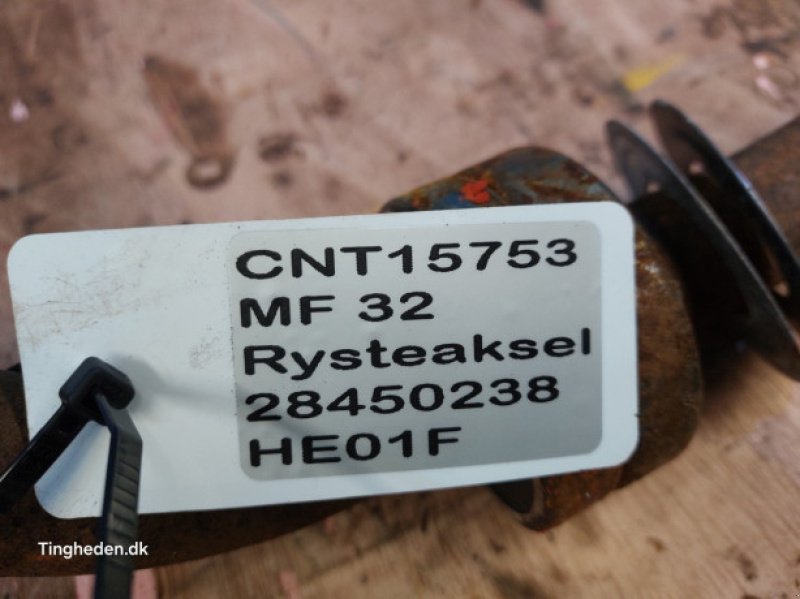 CNT15753
MF 32
Rysteaksel
28450238
HE01F
Tingheden.dk